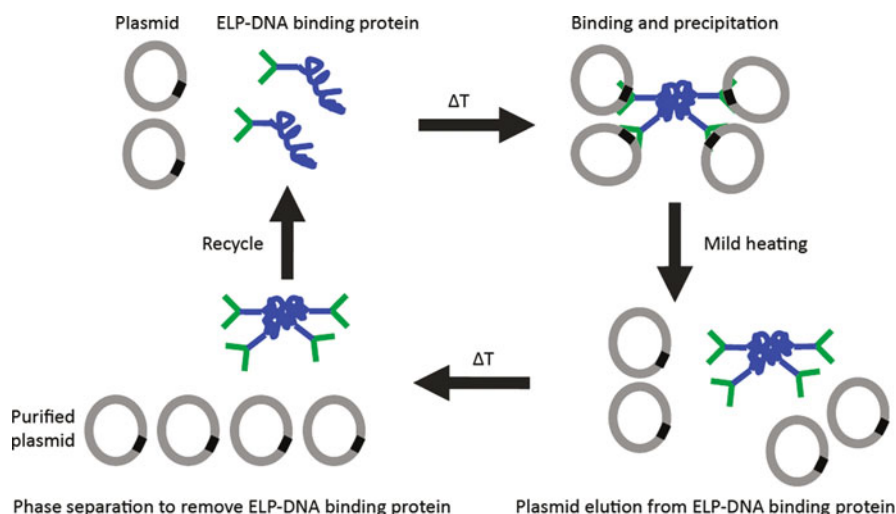 Plasmid
ELP-DNA binding protein
Binding and precipitation
ΔT
Recycle
Mild heating
ΔT
Purified
plasmid
Phase separation to remove ELP-DNA binding protein
Plasmid elution from ELP-DNA binding protein